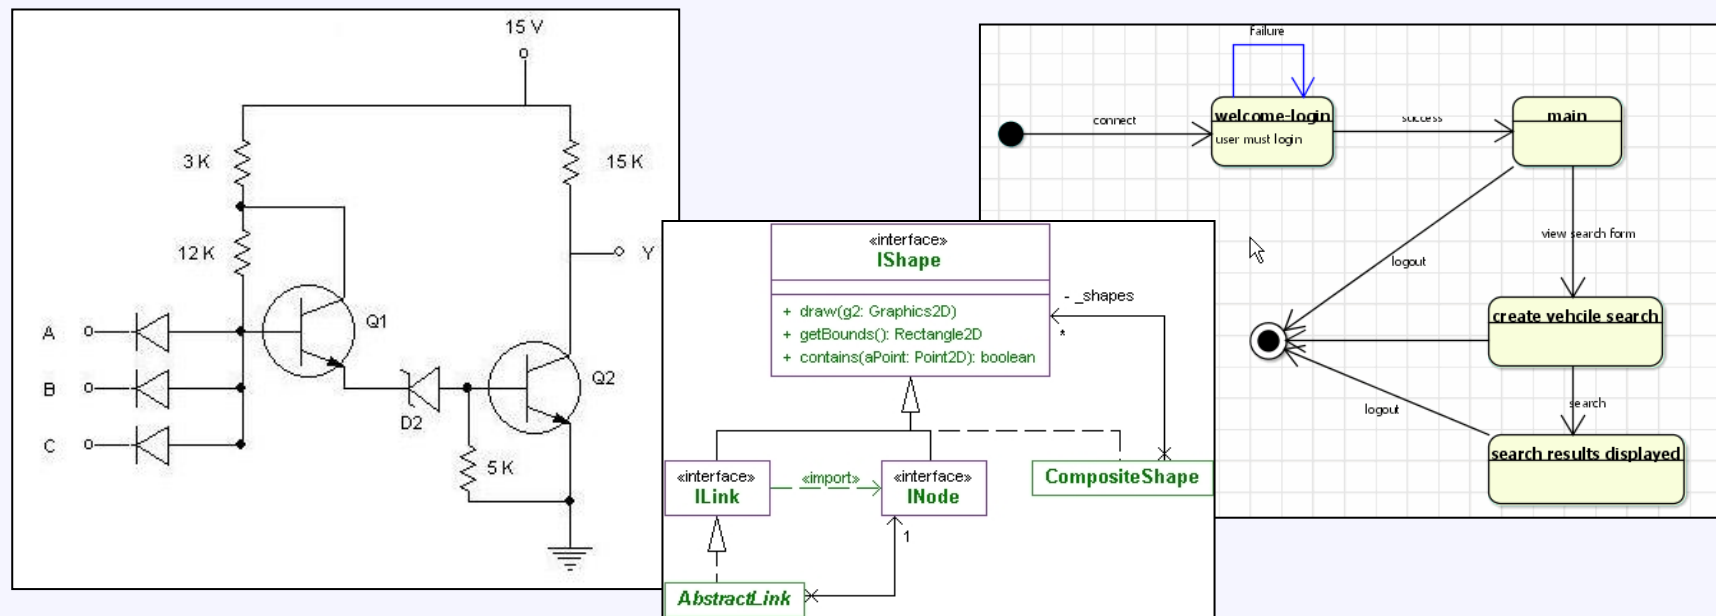 15 V
3 K
15 K
12 K
Y
Q1
A
B
Q2
D2
C
5 K
«interface»
IShape
+ draw(g2: Graphics2D)
+ getBounds(): Rectangle2D
+ contains(aPoint: Point2D): boolean
- _shapes
*
«interface»
ILink
«import»
«interface»
INode
CompositeShape
1
AbstractLink
Failure
connect
welcome-login
user must login
success
main
view search form
logout
create vehcile search
search
logout
search results displayed